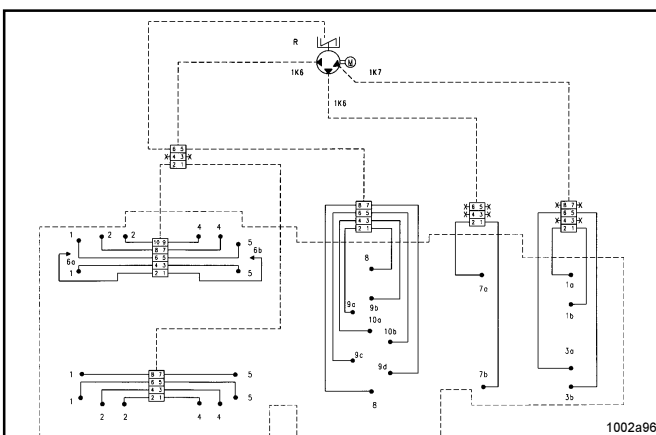 R
M
1K6
1K7
1K6
6 5
X 4 3 X
2 1
8 7
6 5
4 3
2 1
X 6 5 X
X 4 3 X
2 1
X 8 7 X
6 5
X 4 3 X
2 1
1 2 2 4 4 5
10 9
8 7
6 5
4 3
2 1
6a 6b
1 5
8
9a 9b
10a 10b
9c 9d
8
7a
7b
1a
1b
3a
3b
1 8 7 5
6 5
4 3
2 1
1 2 2 4 4 5
1002a96